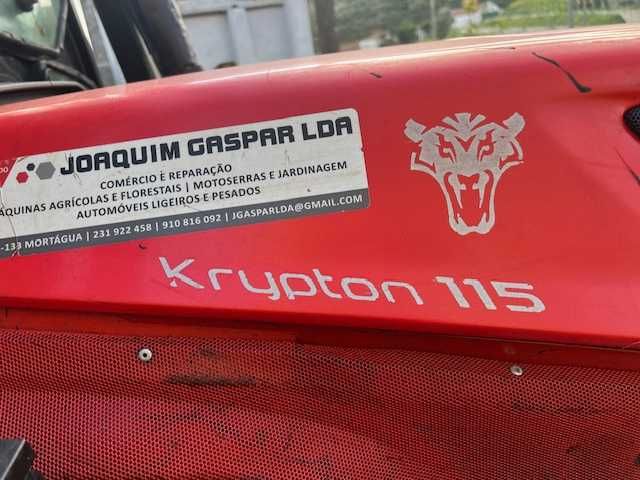 JOAQUIM GASPAR LDA
COMÉRCIO E REPARAÇÃO
ÁQUINAS AGRÍCOLAS E FLORESTAIS | MOTOSERRAS E JARDINAGEM
AUTOMÓVEIS LIGEIROS E PESADOS
-133 MORTÁGUA | 231 922 458 | 910 816 092 | JGASPARLDA@GMAIL.COM
Krypton 115